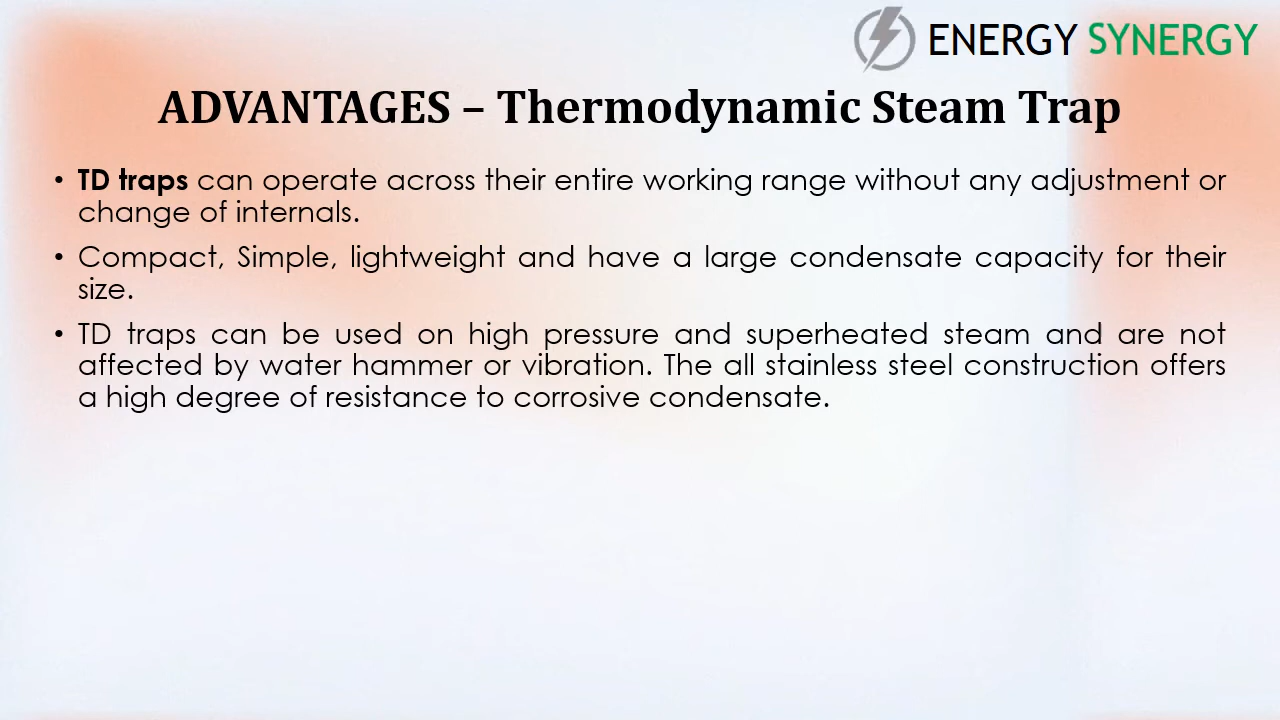 ENERGY SYNERGY
ADVANTAGES – Thermodynamic Steam Trap
• TD traps can operate across their entire working range without any adjustment or
change of internals.
• Compact, Simple, lightweight and have a large condensate capacity for their
size.
• TD traps can be used on high pressure and superheated steam and are not
affected by water hammer or vibration. The all stainless steel construction offers
a high degree of resistance to corrosive condensate.